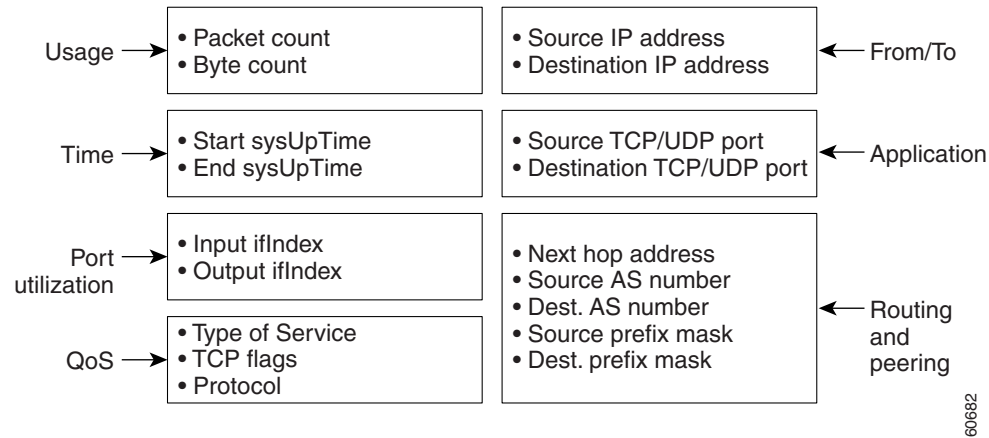 Usage
• Packet count
• Byte count
• Source IP address
• Destination IP address
From/To
Time
• Start sysUpTime
• End sysUpTime
• Source TCP/UDP port
• Destination TCP/UDP port
Application
Port
utilization
• Input ifIndex
• Output ifIndex
QoS
• Type of Service
• TCP flags
• Protocol
• Next hop address
• Source AS number
• Dest. AS number
• Source prefix mask
• Dest. prefix mask
Routing
and
peering
60682